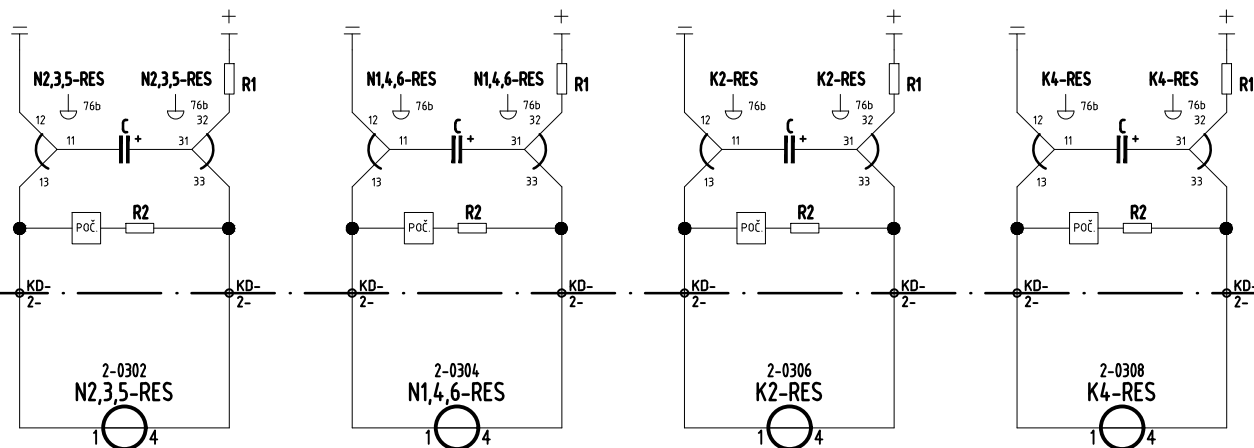 = + = + = + = +
N2,3,5-RES N2,3,5-RES R1 N1,4,6-RES N1,4,6-RES R1 K2-RES K2-RES R1 K4-RES K4-RES R1
76b 76b 76b 76b 76b 76b 76b 76b
12 C + 32 12 C + 32 12 C + 32 12 C + 32
11 31 11 31 11 31 11 31
13 33 13 33 13 33 13 33
POČ. R2 POČ. R2 POČ. R2 POČ. R2
KD- KD- KD- KD- KD- KD- KD- KD-
2- 2- 2- 2- 2- 2- 2- 2-
2-0302 2-0304 2-0306 2-0308
N2,3,5-RES N1,4,6-RES K2-RES K4-RES
1 4 1 4 1 4 1 4